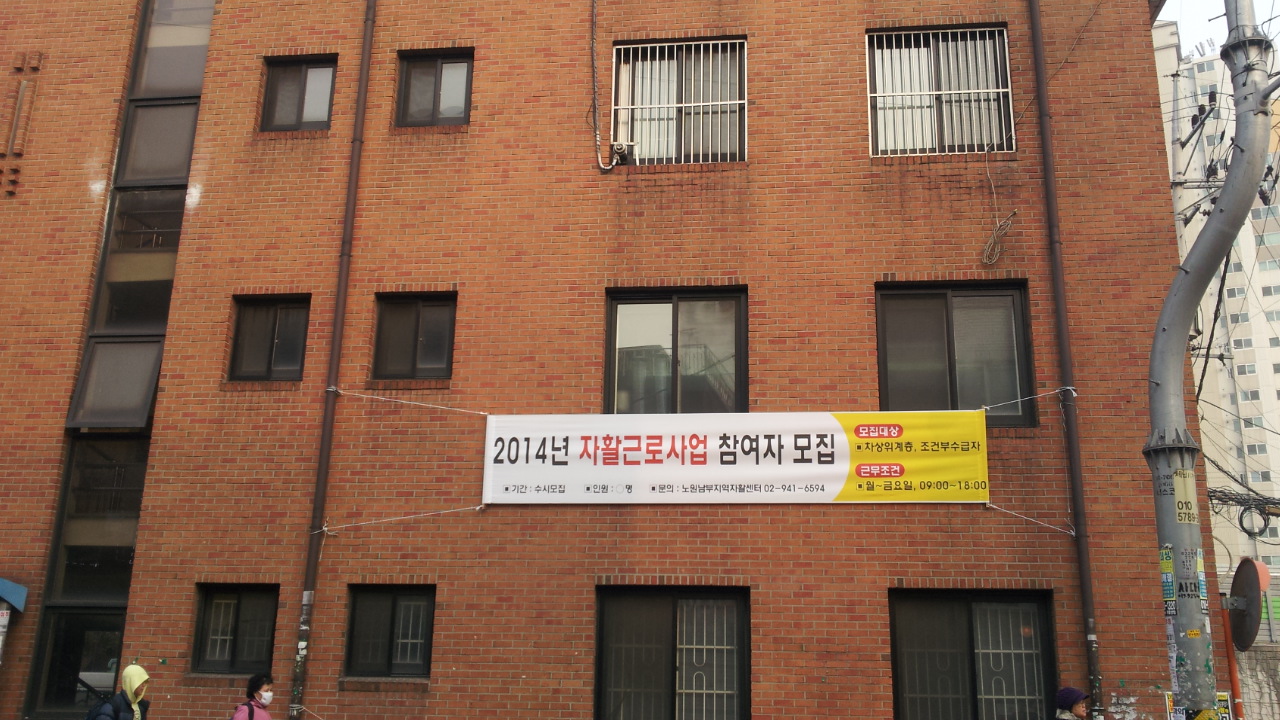 2014년 자활근로사업 참여자 모집
▣기간 : 수시모집 ▣인원 : ○명 ▣문의 : 노원남부지역자활센터 02-941-6594
모집대상
▣차상위계층, 조건부수급자
근무조건
▣월~금요일, 09:00~18:00
010